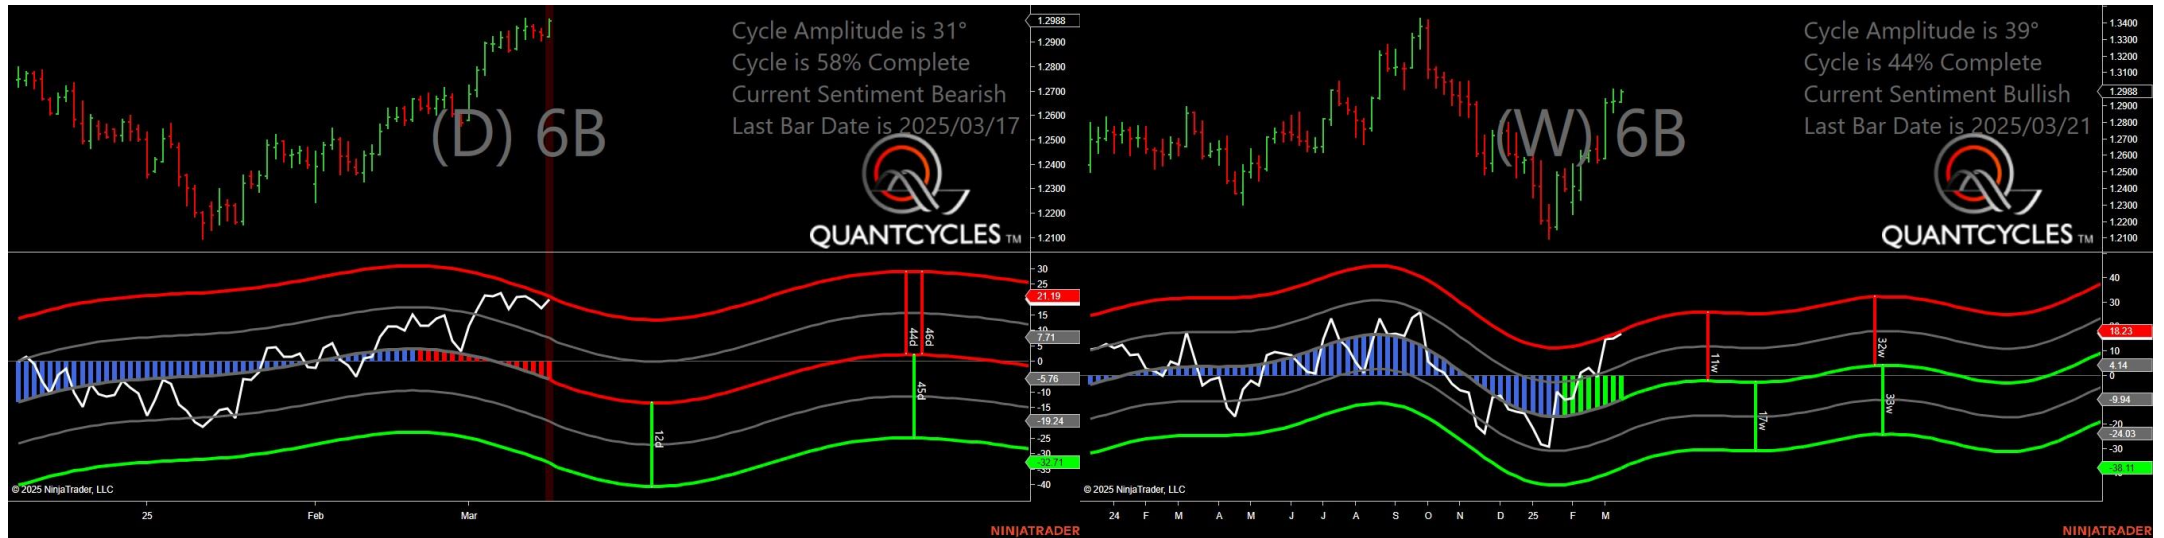 Cycle Amplitude is 31°
Cycle is 58% Complete
Current Sentiment Bearish
Last Bar Date is 2025/03/17
(D) 6B
QUANTCYCLES TM
1.2988
1.2900
1.2800
1.2700
1.2600
1.2500
1.2400
1.2300
1.2200
1.2100
30
25
21.19
15
10
7.71
5
0
-5.76
-10
-15
-19.24
-25
-30
-32.71
-35
-40
44d
46d
45d
12d
© 2025 NinjaTrader, LLC
25
Feb
Mar
NINJATRADER
Cycle Amplitude is 39°
Cycle is 44% Complete
Current Sentiment Bullish
Last Bar Date is 2025/03/21
(W) 6B
QUANTCYCLES TM
1.3400
1.3300
1.3200
1.3100
1.2988
1.2900
1.2800
1.2700
1.2600
1.2500
1.2400
1.2300
1.2200
1.2100
40
30
18.23
10
4.14
0
-9.94
-20
-24.03
-30
-38.11
11w
17w
32w
33w
© 2025 NinjaTrader, LLC
24 F M A M J J A S O N D 25 F M
NINJATRADER